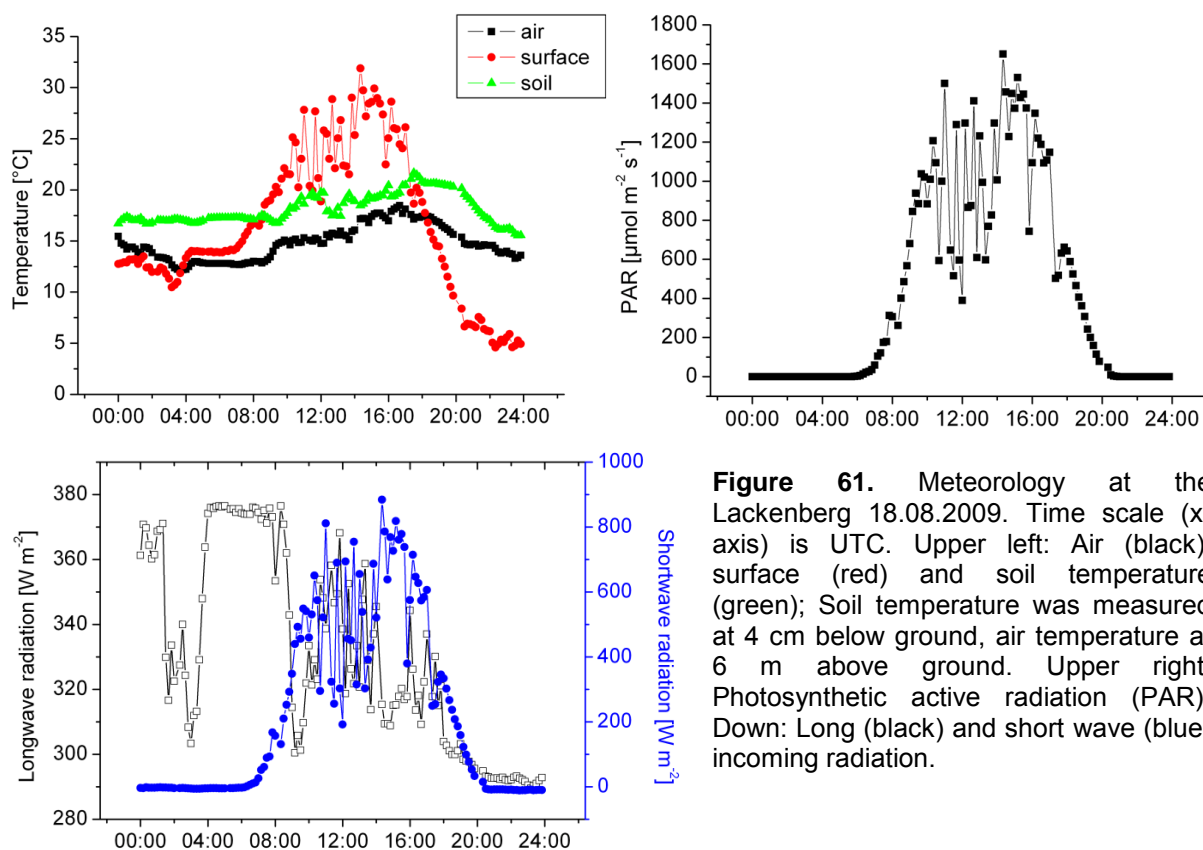 air
surface
soil
Temperature [°C]
35
30
25
20
15
10
5
0
00:00 04:00 08:00 12:00 16:00 20:00 24:00
PAR [µmol m⁻² s⁻¹]
1800
1600
1400
1200
1000
800
600
400
200
0
00:00 04:00 08:00 12:00 16:00 20:00 24:00
Longwave radiation [W m⁻²]
380
360
340
320
300
280
Shortwave radiation [W m⁻²]
1000
800
600
400
200
0
00:00 04:00 08:00 12:00 16:00 20:00 24:00
Figure 61. Meteorology at the
Lackenberg 18.08.2009. Time scale (x
axis) is UTC. Upper left: Air (black)
surface (red) and soil temperature
(green); Soil temperature was measured
at 4 cm below ground, air temperature a
6 m above ground. Upper right
Photosynthetic active radiation (PAR)
Down: Long (black) and short wave (blue
incoming radiation.